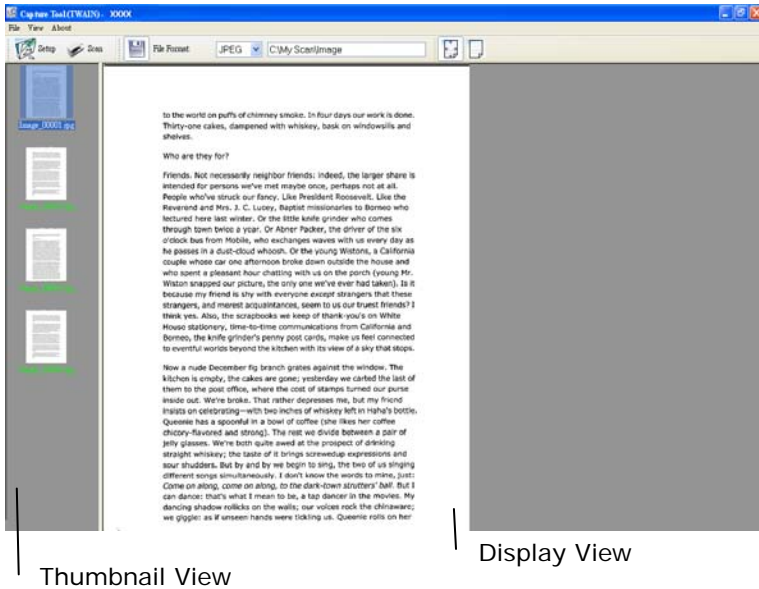 Capture Tool(TWAIN) - XXXX
File View About
Setup Scan File Format: JPEG C:\My Scan\Image
Image_00001.jpg
to the world on puffs of chimney smoke. In four days our work is done.
Thirty-one cakes, dampened with whiskey, bask on windowsills and
shelves.
Who are they for?
Friends. Not necessarily neighbor friends: indeed, the larger share is
intended for persons we've met maybe once, perhaps not at all.
People who've struck our fancy. Like President Roosevelt. Like the
Reverend and Mrs. J. C. Lucey, Baptist missionaries to Borneo who
lectured here last winter. Or the little knife grinder who comes
through town twice a year. Or Abner Packer, the driver of the six
o'clock bus from Mobile, who exchanges waves with us every day as
he passes in a dust-cloud whoosh. Or the young Wistons, a California
couple whose car one afternoon broke down outside the house and
who spent a pleasant hour chatting with us on the porch (young Mr.
Wiston snapped our picture, the only one we've ever had taken). Is it
because my friend is shy with everyone except strangers that these
strangers, and merest acquaintances, seem to us our truest friends? I
think yes. Also, the scrapbooks we keep of thank-you's on White
House stationery, time-to-time communications from California and
Borneo, the knife grinder's penny post cards, make us feel connected
to eventful worlds beyond the kitchen with its view of a sky that stops.
Now a nude December fig branch grates against the window. The
kitchen is empty, the cakes are gone; yesterday we carted the last of
them to the post office, where the cost of stamps turned our purse
inside out. We're broke. That rather depresses me, but my friend
insists on celebrating—with two inches of whiskey left in Haha's bottle.
Queenie has a spoonful in a bowl of coffee (she likes her coffee
chicory-flavored and strong). The rest we divide between a pair of
jelly glasses. We're both quite awed at the prospect of drinking
straight whiskey; the taste of it brings screwedup expressions and
sour shudders. But by and by we begin to sing, the two of us singing
different songs simultaneously. I don't know the words to mine, just:
Come on along, come on along, to the dark-town strutters' ball. But I
can dance: that's what I mean to be, a tap dancer in the movies. My
dancing shadow rollicks on the walls; our voices rock the chinaware;
we giggle: as if unseen hands were tickling us. Queenie rolls on her
Display View
Thumbnail View